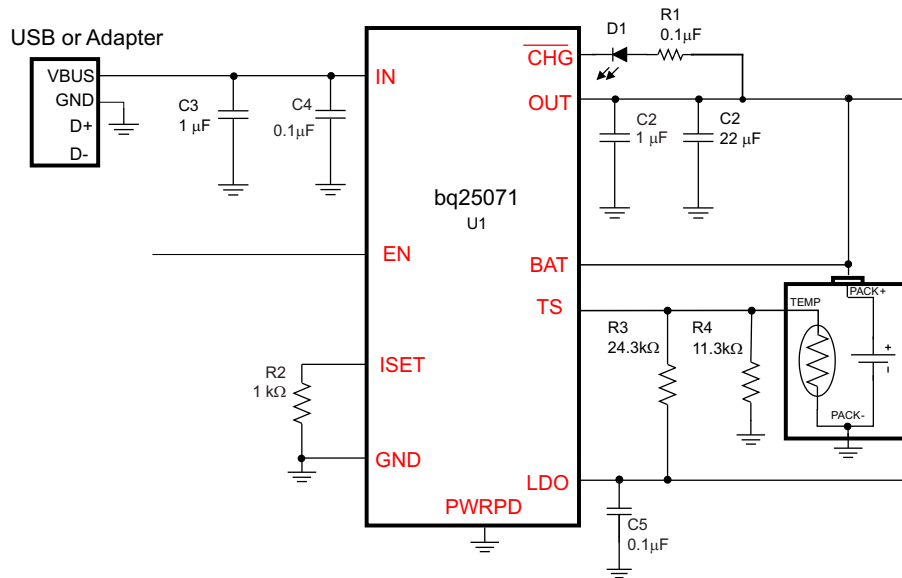 USB or Adapter
VBUS
GND
D+
D-
C3
1 μF
C4
0.1μF
IN
EN
ISET
R2
1 kΩ
GND
PWRPD
bq25071
U1
CHG
OUT
BAT
TS
LDO
D1
R1
0.1μF
C2
1 μF
C2
22 μF
R3
24.3kΩ
R4
11.3kΩ
TEMP
PACK+
+
-
PACK-
C5
0.1μF